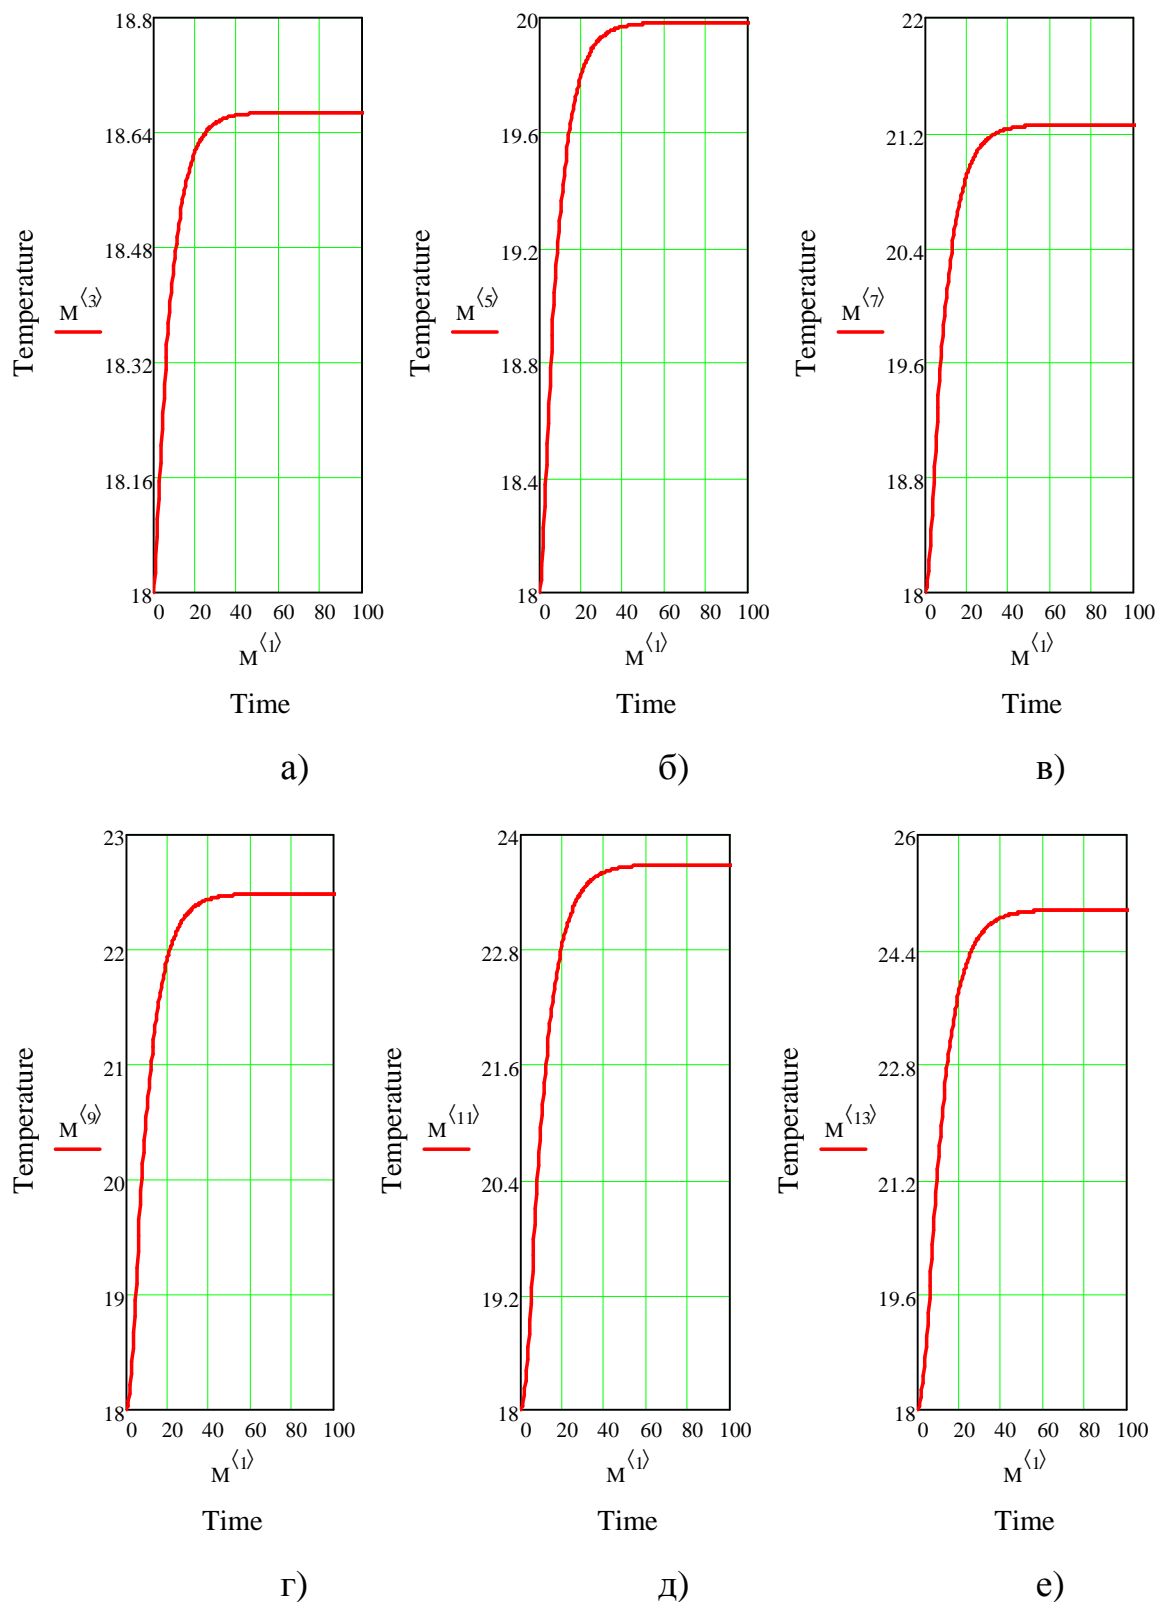 18.8
18.64
18.48
18.32
18.16
18
Temperature
M⟨3⟩
0 20 40 60 80 100
M⟨1⟩
Time
а)
20
19.6
19.2
18.8
18.4
18
Temperature
M⟨5⟩
0 20 40 60 80 100
M⟨1⟩
Time
б)
22
21.2
20.4
19.6
18.8
18
Temperature
M⟨7⟩
0 20 40 60 80 100
M⟨1⟩
Time
в)
23
22
21
20
19
18
Temperature
M⟨9⟩
0 20 40 60 80 100
M⟨1⟩
Time
г)
24
22.8
21.6
20.4
19.2
18
Temperature
M⟨11⟩
0 20 40 60 80 100
M⟨1⟩
Time
д)
26
24.4
22.8
21.2
19.6
18
Temperature
M⟨13⟩
0 20 40 60 80 100
M⟨1⟩
Time
е)